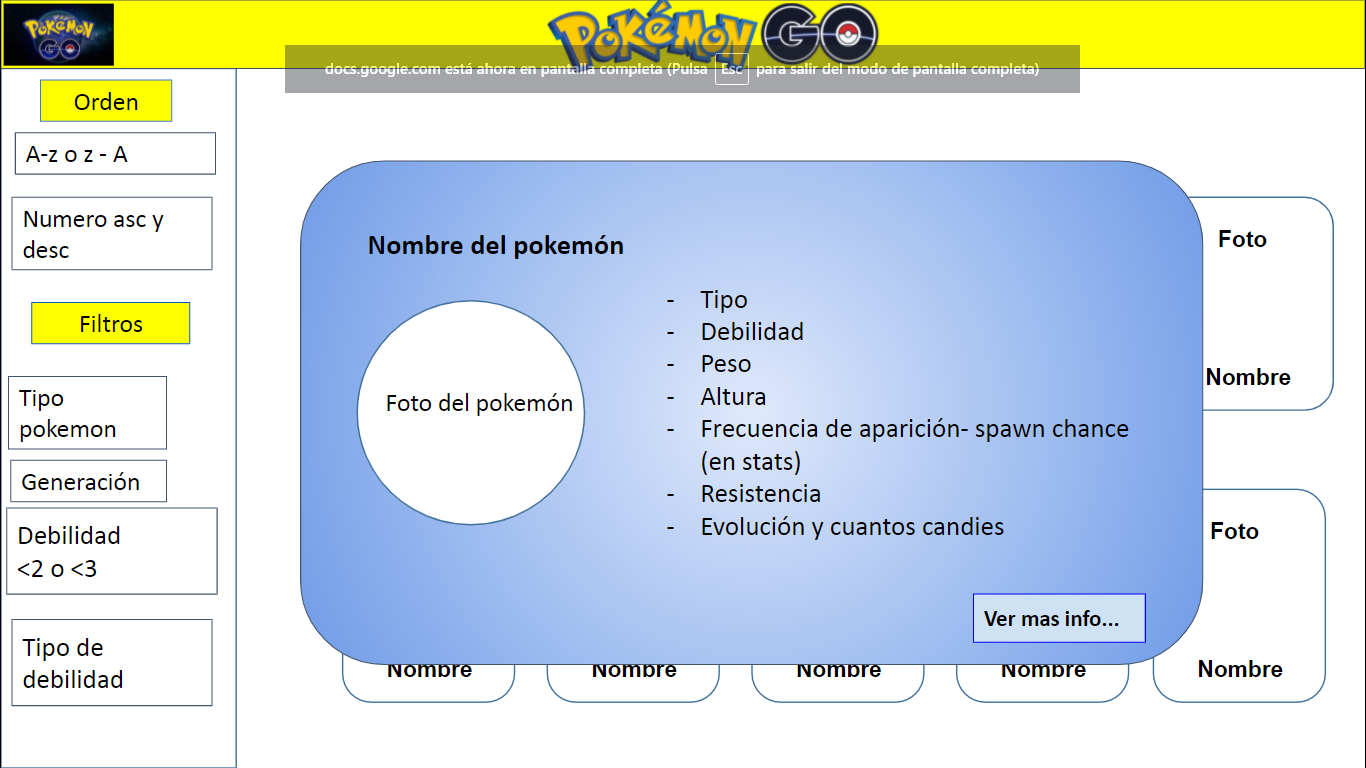 Pokémon
GO
Pokémon GO
docs.google.com está ahora en pantalla completa (Pulsa Esc para salir del modo de pantalla completa)
Orden
A-z o z - A
Numero asc y
desc
Filtros
Tipo
pokemon
Generación
Debilidad
<2 o <3
Tipo de
debilidad
Nombre del pokemón
Foto del pokemón
- Tipo
- Debilidad
- Peso
- Altura
- Frecuencia de aparición- spawn chance
(en stats)
- Resistencia
- Evolución y cuantos candies
Ver mas info...
Foto
Nombre
Foto
Nombre
Nombre
Nombre
Nombre
Nombre